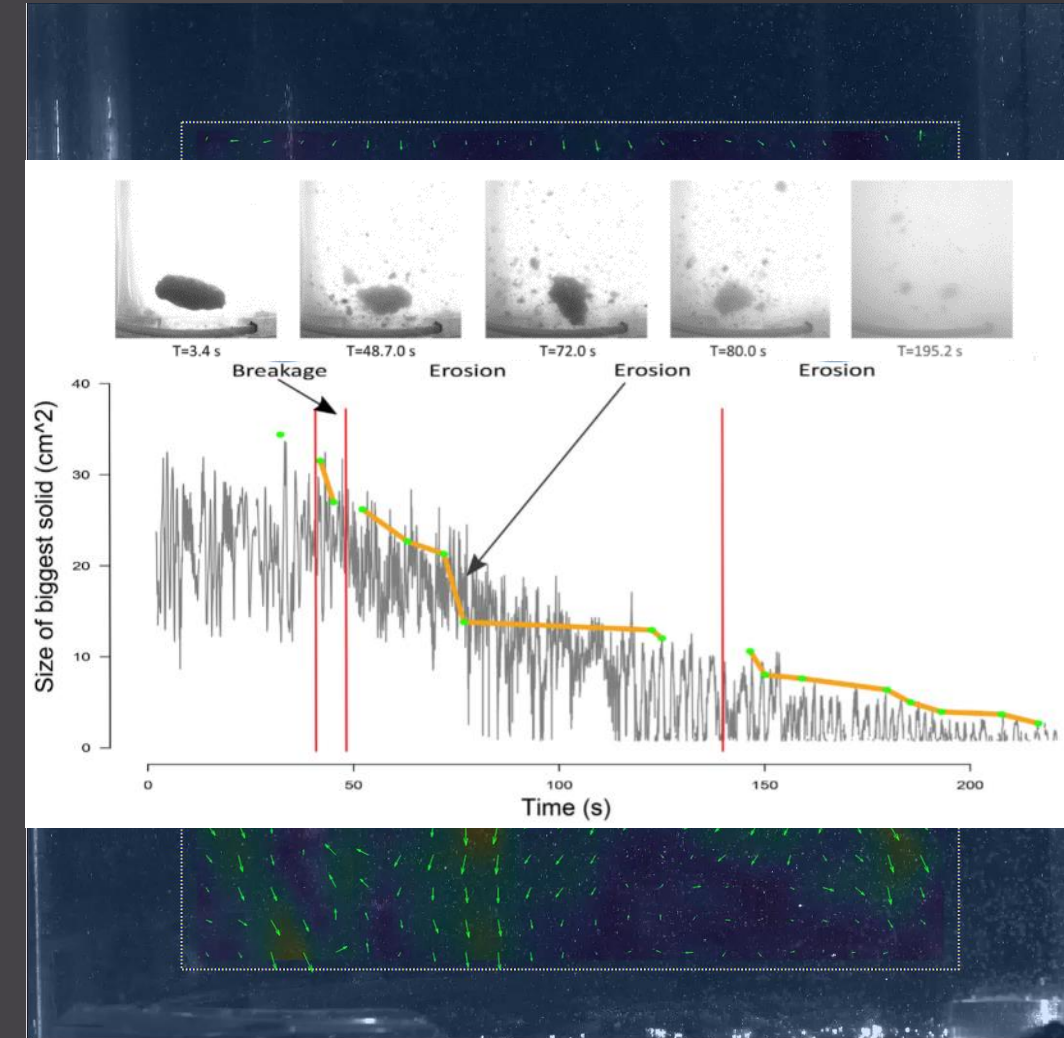 T=3.4 s
T=48.7.0 s
T=72.0 s
T=80.0 s
T=195.2 s
Breakage
Erosion
Erosion
Erosion
40
30
20
10
0
Size of biggest solid (cm^2)
0
50
100
150
200
Time (s)